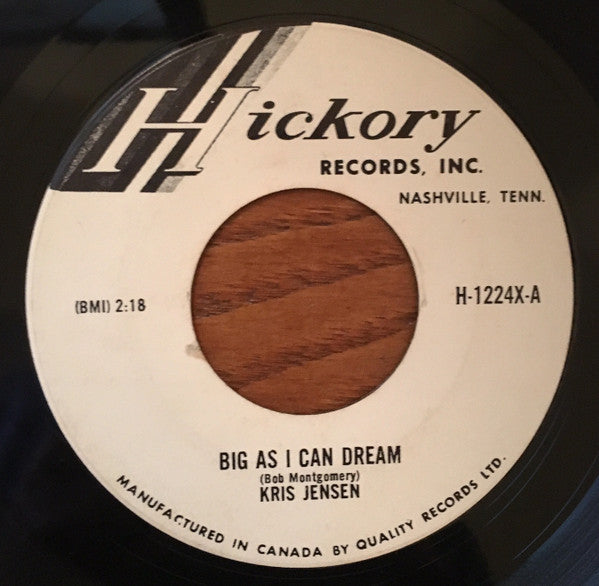 Hickory
RECORDS, INC.
NASHVILLE, TENN.
(BMI) 2:18
H-1224X-A
BIG AS I CAN DREAM
(Bob Montgomery)
KRIS JENSEN
MANUFACTURED IN CANADA BY QUALITY RECORDS LTD.